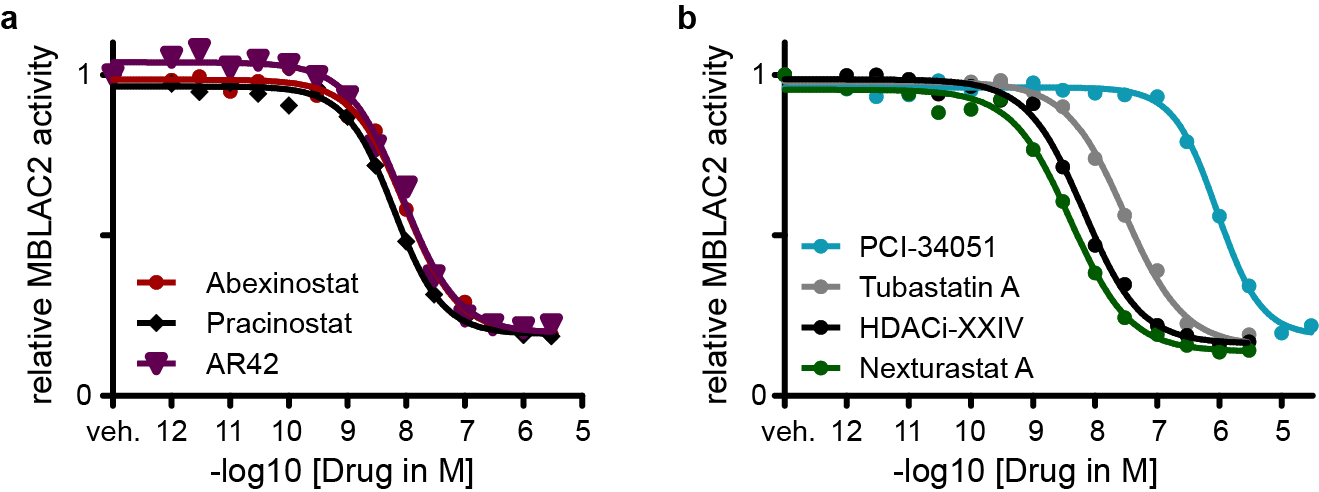 a
relative MBLAC2 activity
1
0
veh. 12 11 10 9 8 7 6 5
-log10 [Drug in M]
Abexinostat
Pracinostat
AR42
b
relative MBLAC2 activity
1
0
veh. 12 11 10 9 8 7 6 5
-log10 [Drug in M]
PCI-34051
Tubastatin A
HDACi-XXIV
Nexturastat A